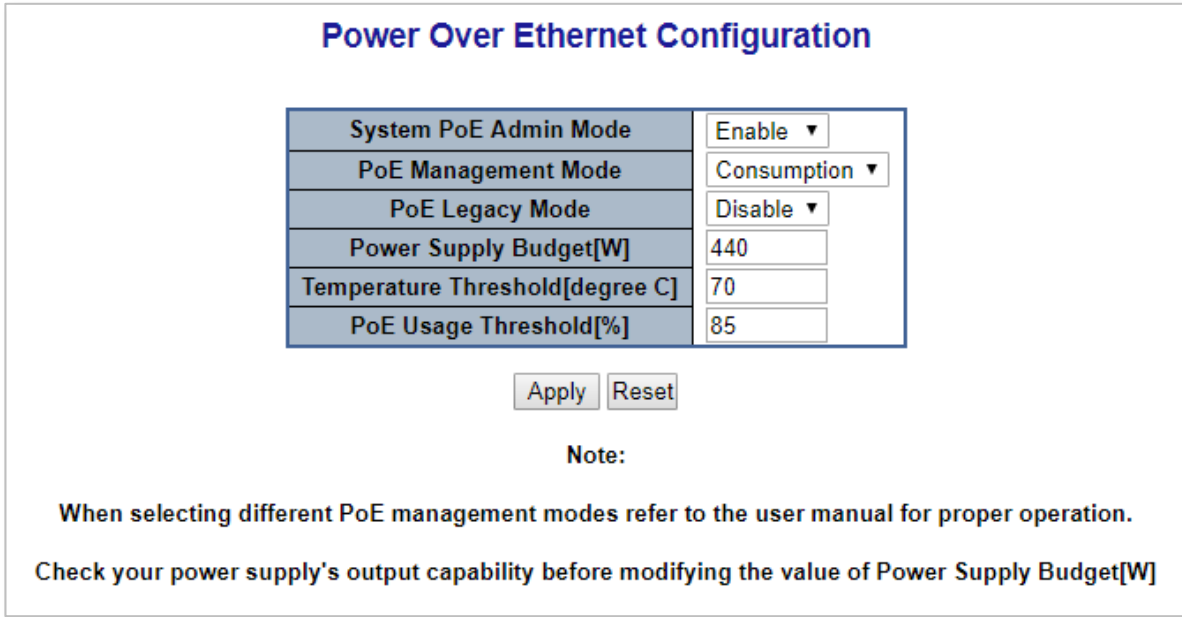 Power Over Ethernet Configuration
System PoE Admin Mode Enable ▼
PoE Management Mode Consumption ▼
PoE Legacy Mode Disable ▼
Power Supply Budget[W] 440
Temperature Threshold[degree C] 70
PoE Usage Threshold[%] 85
Apply Reset
Note:
When selecting different PoE management modes refer to the user manual for proper operation.
Check your power supply's output capability before modifying the value of Power Supply Budget[W]